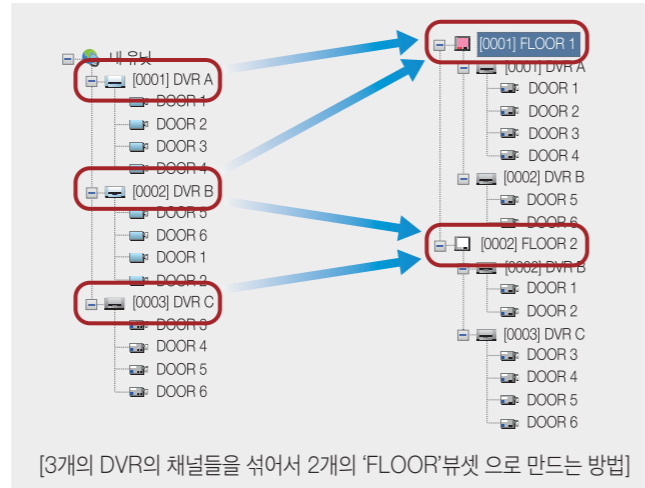 내 유닛
[0001] DVR A
DOOR 1
DOOR 2
DOOR 3
DOOR 4
[0002] DVR B
DOOR 5
DOOR 6
DOOR 1
DOOR 2
[0003] DVR C
DOOR 3
DOOR 4
DOOR 5
DOOR 6
[0001] FLOOR 1
[0001] DVR A
DOOR 1
DOOR 2
DOOR 3
DOOR 4
[0002] DVR B
DOOR 5
DOOR 6
[0002] FLOOR 2
[0002] DVR B
DOOR 1
DOOR 2
[0003] DVR C
DOOR 3
DOOR 4
DOOR 5
DOOR 6
[3개의 DVR의 채널들을 섞어서 2개의 ‘FLOOR’뷰셋 으로 만드는 방법]